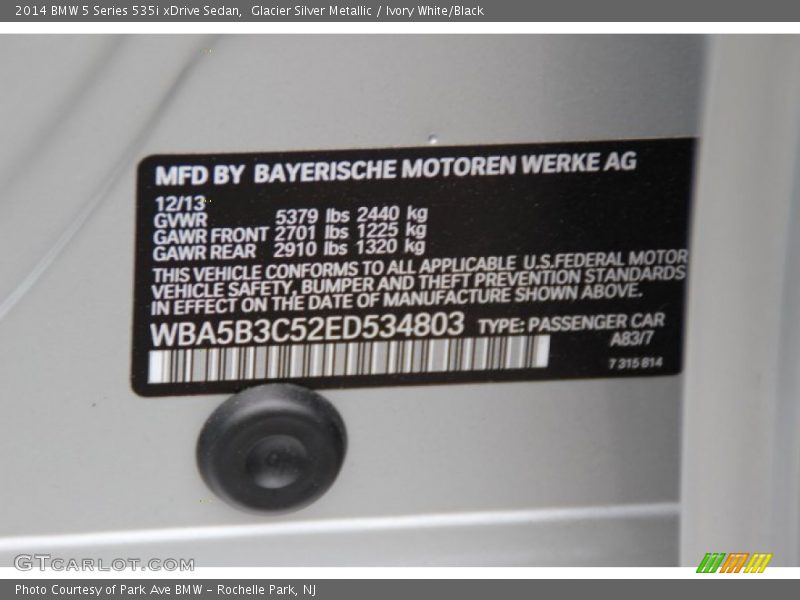 2014 BMW 5 Series 535i xDrive Sedan,  Glacier Silver Metallic / Ivory White/Black
MFD BY BAYERISCHE MOTOREN WERKE AG
12/13
GVWR 5379 lbs 2440 kg
GAWR FRONT 2701 lbs 1225 kg
GAWR REAR 2910 lbs 1320 kg
THIS VEHICLE CONFORMS TO ALL APPLICABLE U.S.FEDERAL MOTOR
VEHICLE SAFETY, BUMPER AND THEFT PREVENTION STANDARDS
IN EFFECT ON THE DATE OF MANUFACTURE SHOWN ABOVE.
WBA5B3C52ED534803 TYPE: PASSENGER CAR
A83/7
7 315 814
GTCARLOT.COM
Photo Courtesy of Park Ave BMW - Rochelle Park, NJ